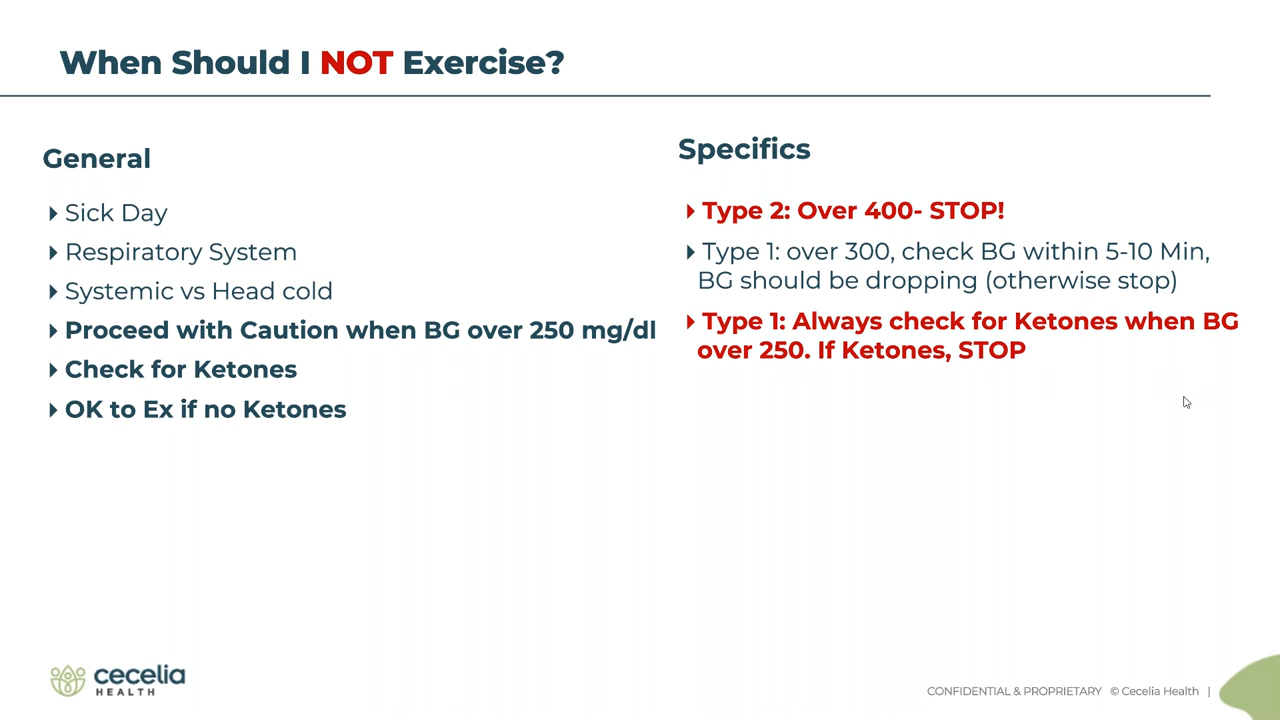 When Should I NOT Exercise?
General
Sick Day
Respiratory System
Systemic vs Head cold
Proceed with Caution when BG over 250 mg/dl
Check for Ketones
OK to Ex if no Ketones
Specifics
Type 2: Over 400- STOP!
Type 1: over 300, check BG within 5-10 Min,
BG should be dropping (otherwise stop)
Type 1: Always check for Ketones when BG
over 250. If Ketones, STOP
cecelia
HEALTH
CONFIDENTIAL & PROPRIETARY © Cecelia Health |